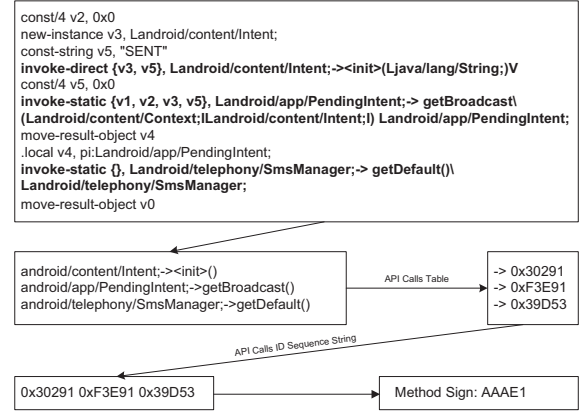 const/4 v2, 0x0
new-instance v3, Landroid/content/Intent;
const-string v5, "SENT"
invoke-direct {v3, v5}, Landroid/content/Intent;-><init>(Ljava/lang/String;)V
const/4 v5, 0x0
invoke-static {v1, v2, v3, v5}, Landroid/app/PendingIntent;-> getBroadcast\
(Landroid/content/Context;ILandroid/content/Intent;I) Landroid/app/PendingIntent;
move-result-object v4
.local v4, pi:Landroid/app/PendingIntent;
invoke-static {}, Landroid/telephony/SmsManager;-> getDefault()\
Landroid/telephony/SmsManager;
move-result-object v0
android/content/Intent;-><init>()
android/app/PendingIntent;->getBroadcast()
android/telephony/SmsManager;->getDefault()
API Calls Table
-> 0x30291
-> 0xF3E91
-> 0x39D53
API Calls ID Sequence String
0x30291 0xF3E91 0x39D53
Method Sign: AAAE1